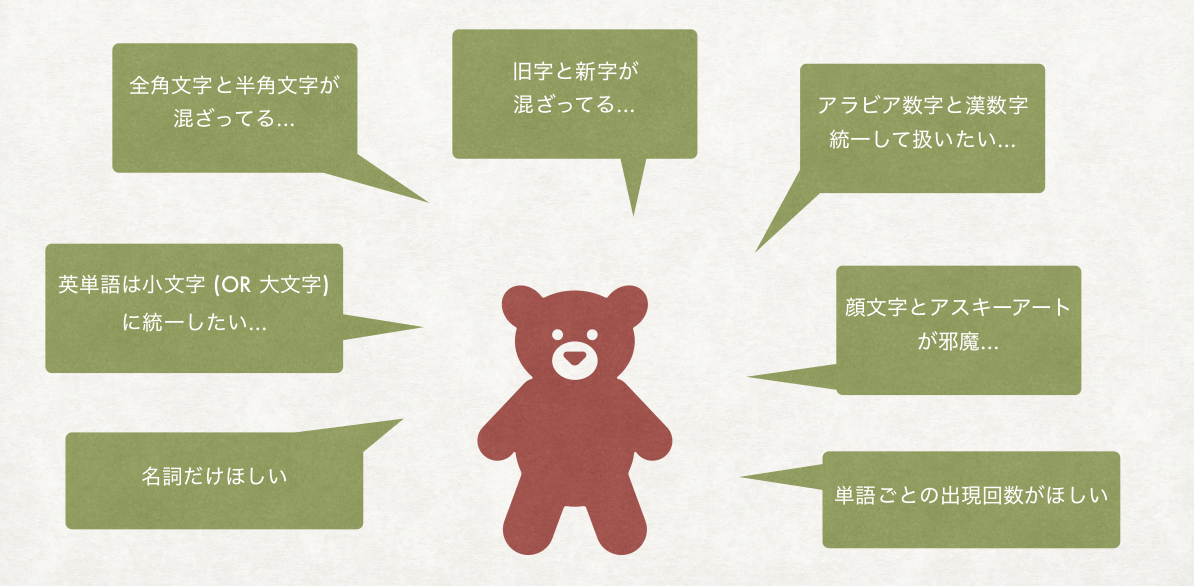 全角文字と半角文字が
混ざってる...
旧字と新字が
混ざってる...
アラビア数字と漢数字
統一して扱いたい...
英単語は小文字 (OR 大文字)
に統一したい...
顔文字とアスキーアート
が邪魔...
名詞だけほしい
単語ごとの出現回数がほしい